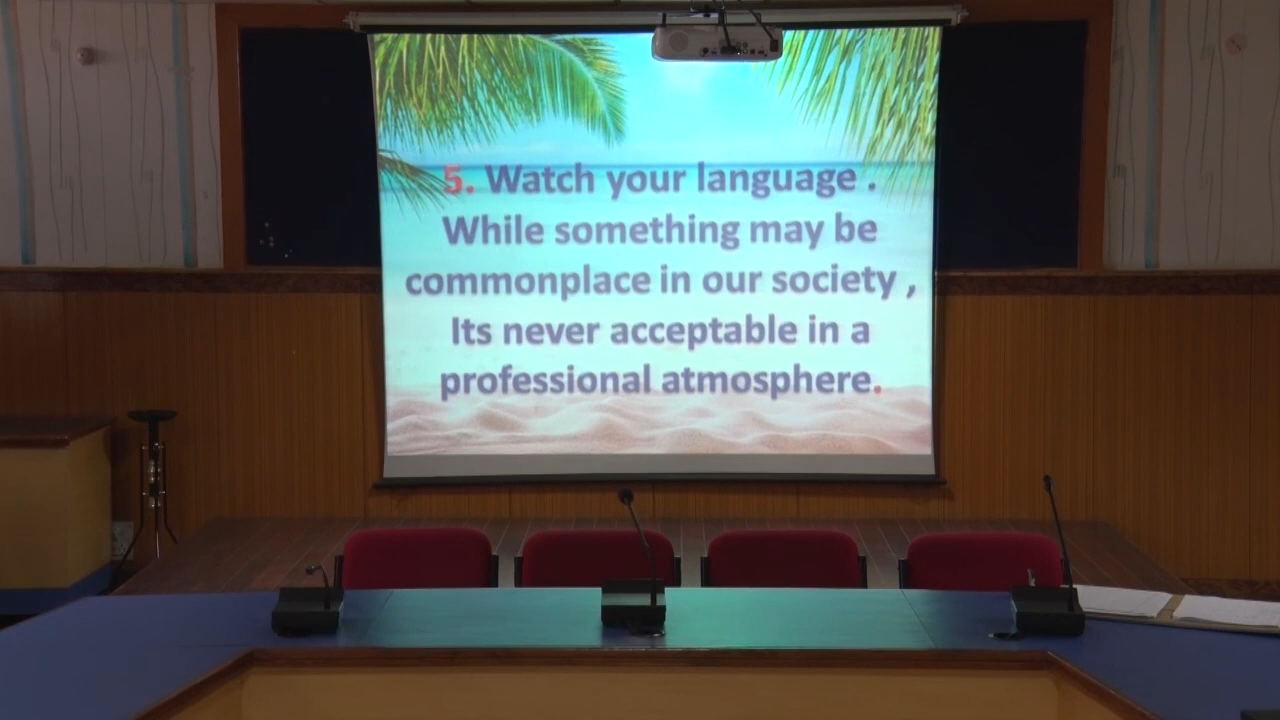 5. Watch your language .
While something may be
commonplace in our society ,
Its never acceptable in a
professional atmosphere.